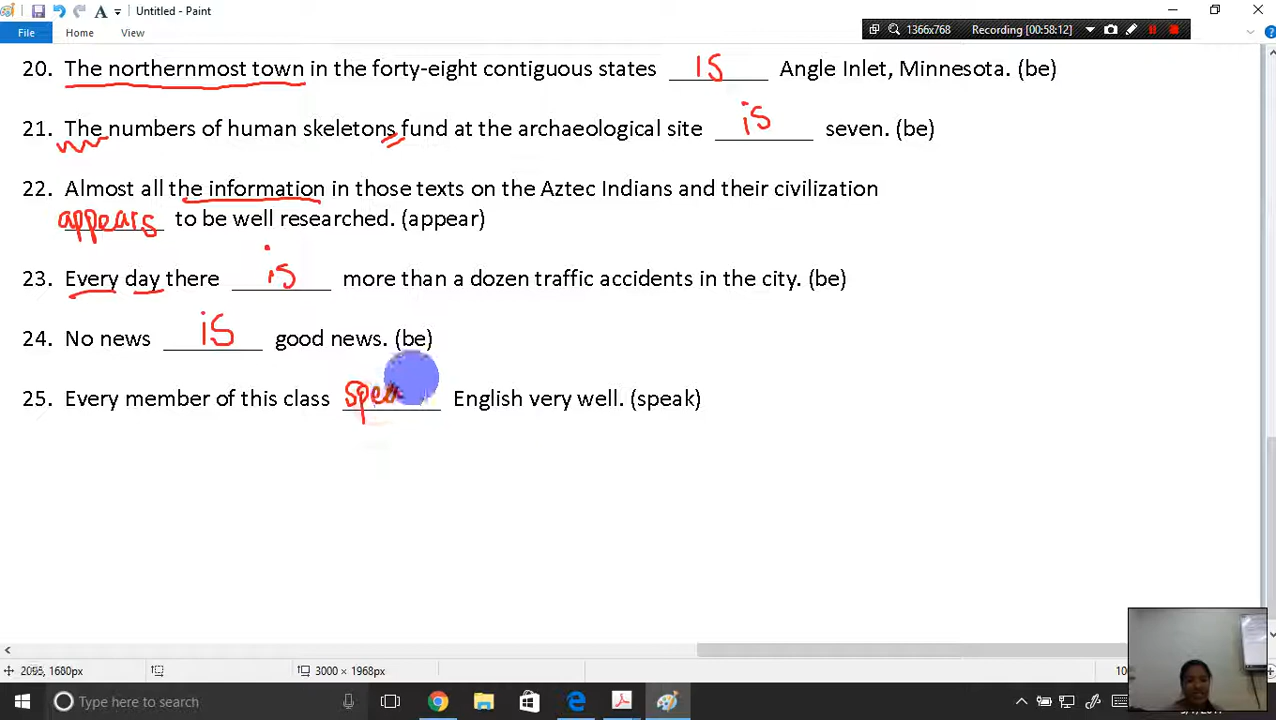 Untitled - Paint
File Home View
1366x768 Recording [00:58:12]
20. The northernmost town in the forty-eight contiguous states is Angle Inlet, Minnesota. (be)
21. The numbers of human skeletons fund at the archaeological site is seven. (be)
22. Almost all the information in those texts on the Aztec Indians and their civilization
appears to be well researched. (appear)
23. Every day there is more than a dozen traffic accidents in the city. (be)
24. No news is good news. (be)
25. Every member of this class English very well. (speak)
2095, 1680px 3000 × 1968px
Type here to search